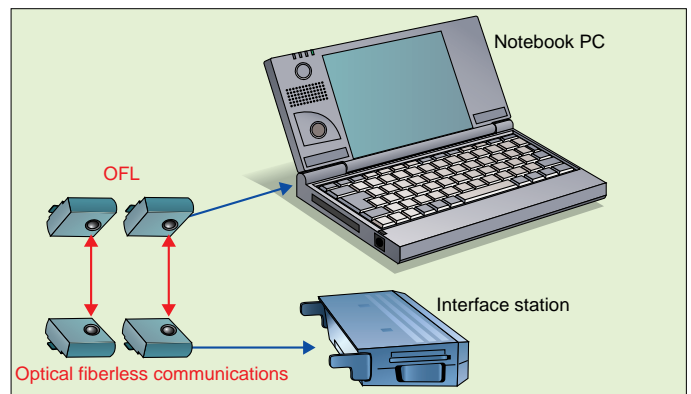 Notebook PC
OFL
Interface station
Optical fiberless communications